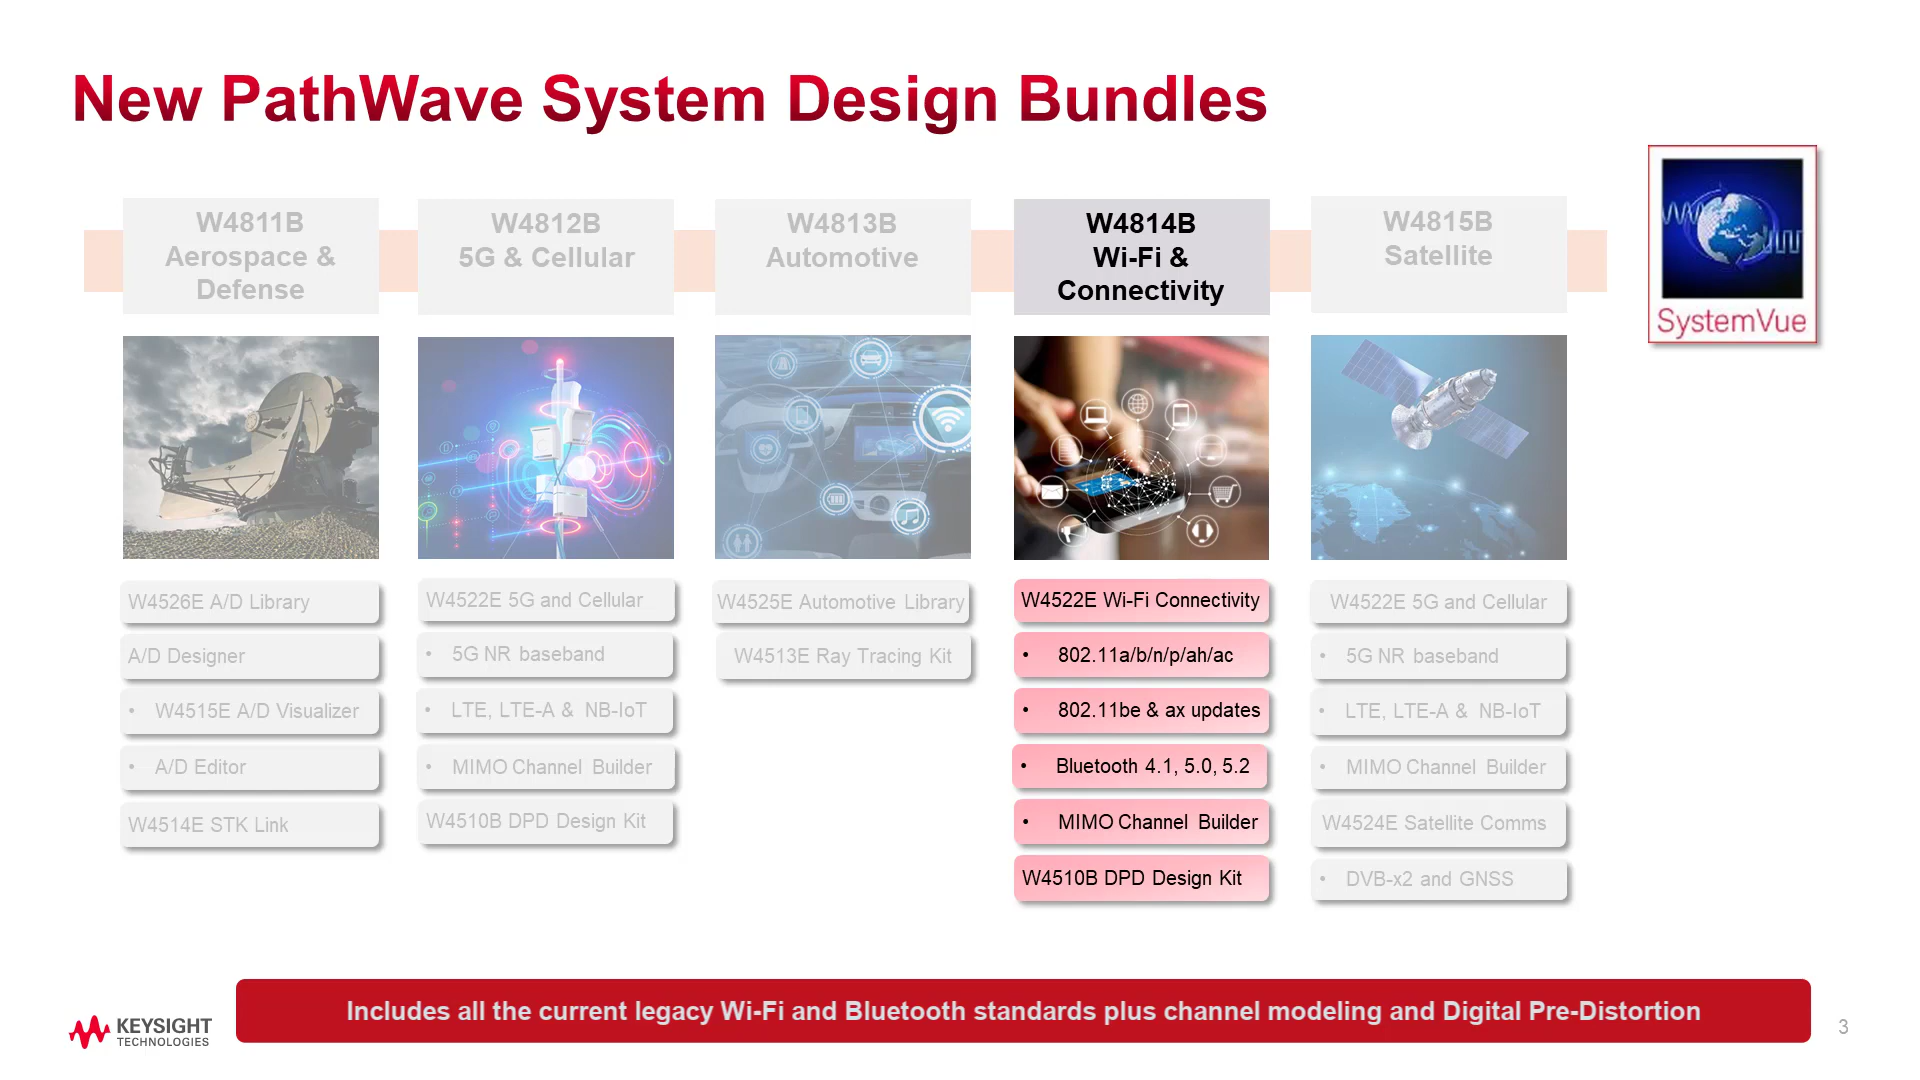 New PathWave System Design Bundles
W4811B
Aerospace &
Defense
W4812B
5G & Cellular
W4813B
Automotive
W4814B
Wi-Fi &
Connectivity
W4815B
Satellite
SystemVue
W4526E A/D Library
A/D Designer
• W4515E A/D Visualizer
• A/D Editor
W4514E STK Link
W4522E 5G and Cellular
• 5G NR baseband
• LTE, LTE-A & NB-IoT
• MIMO Channel Builder
W4510B DPD Design Kit
W4525E Automotive Library
W4513E Ray Tracing Kit
W4522E Wi-Fi Connectivity
• 802.11a/b/n/p/ah/ac
• 802.11be & ax updates
• Bluetooth 4.1, 5.0, 5.2
• MIMO Channel Builder
W4510B DPD Design Kit
W4522E 5G and Cellular
• 5G NR baseband
• LTE, LTE-A & NB-IoT
• MIMO Channel Builder
W4524E Satellite Comms
• DVB-x2 and GNSS
Includes all the current legacy Wi-Fi and Bluetooth standards plus channel modeling and Digital Pre-Distortion
KEYSIGHT
TECHNOLOGIES
3